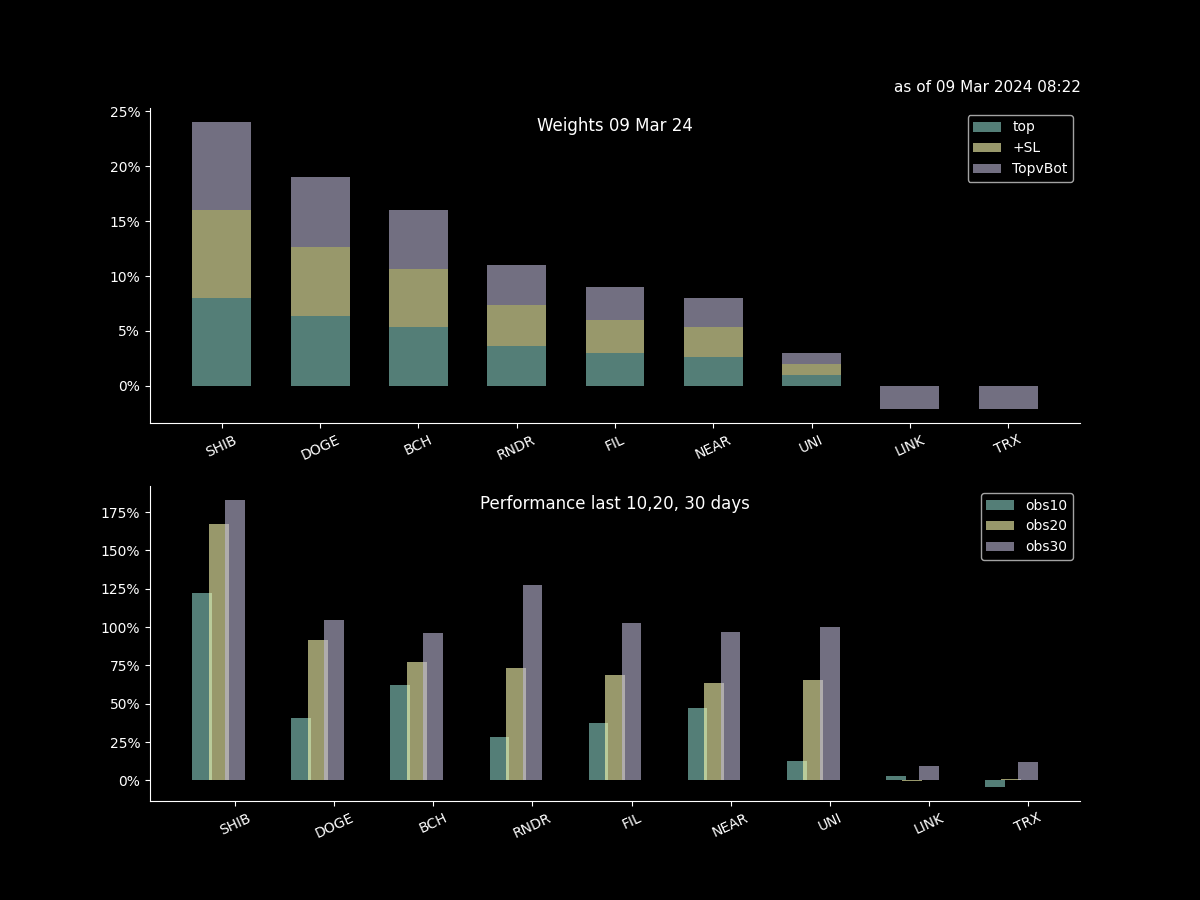 as of 09 Mar 2024 08:22
Weights 09 Mar 24
top
+SL
TopvBot
25%
20%
15%
10%
5%
0%
SHIB DOGE BCH RNDR FIL NEAR UNI LINK TRX
Performance last 10,20, 30 days
obs10
obs20
obs30
175%
150%
125%
100%
75%
50%
25%
0%
SHIB DOGE BCH RNDR FIL NEAR UNI LINK TRX